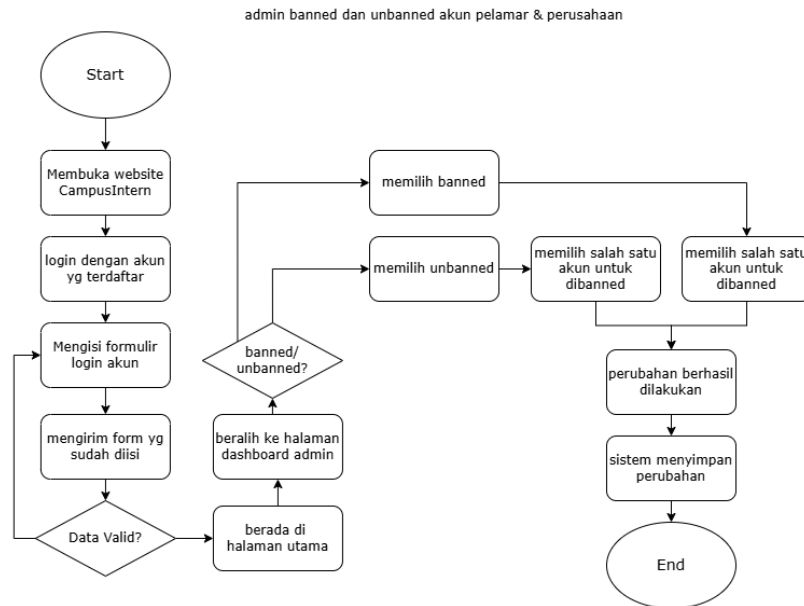 admin banned dan unbanned akun pelamar & perusahaan
Start
Membuka website
CampusIntern
login dengan akun
yg terdaftar
Mengisi formulir
login akun
mengirim form yg
sudah diisi
Data Valid?
berada di
halaman utama
beralih ke halaman
dashboard admin
banned/
unbanned?
memilih banned
memilih unbanned
memilih salah satu
akun untuk
dibanned
memilih salah satu
akun untuk
dibanned
perubahan berhasil
dilakukan
sistem menyimpan
perubahan
End